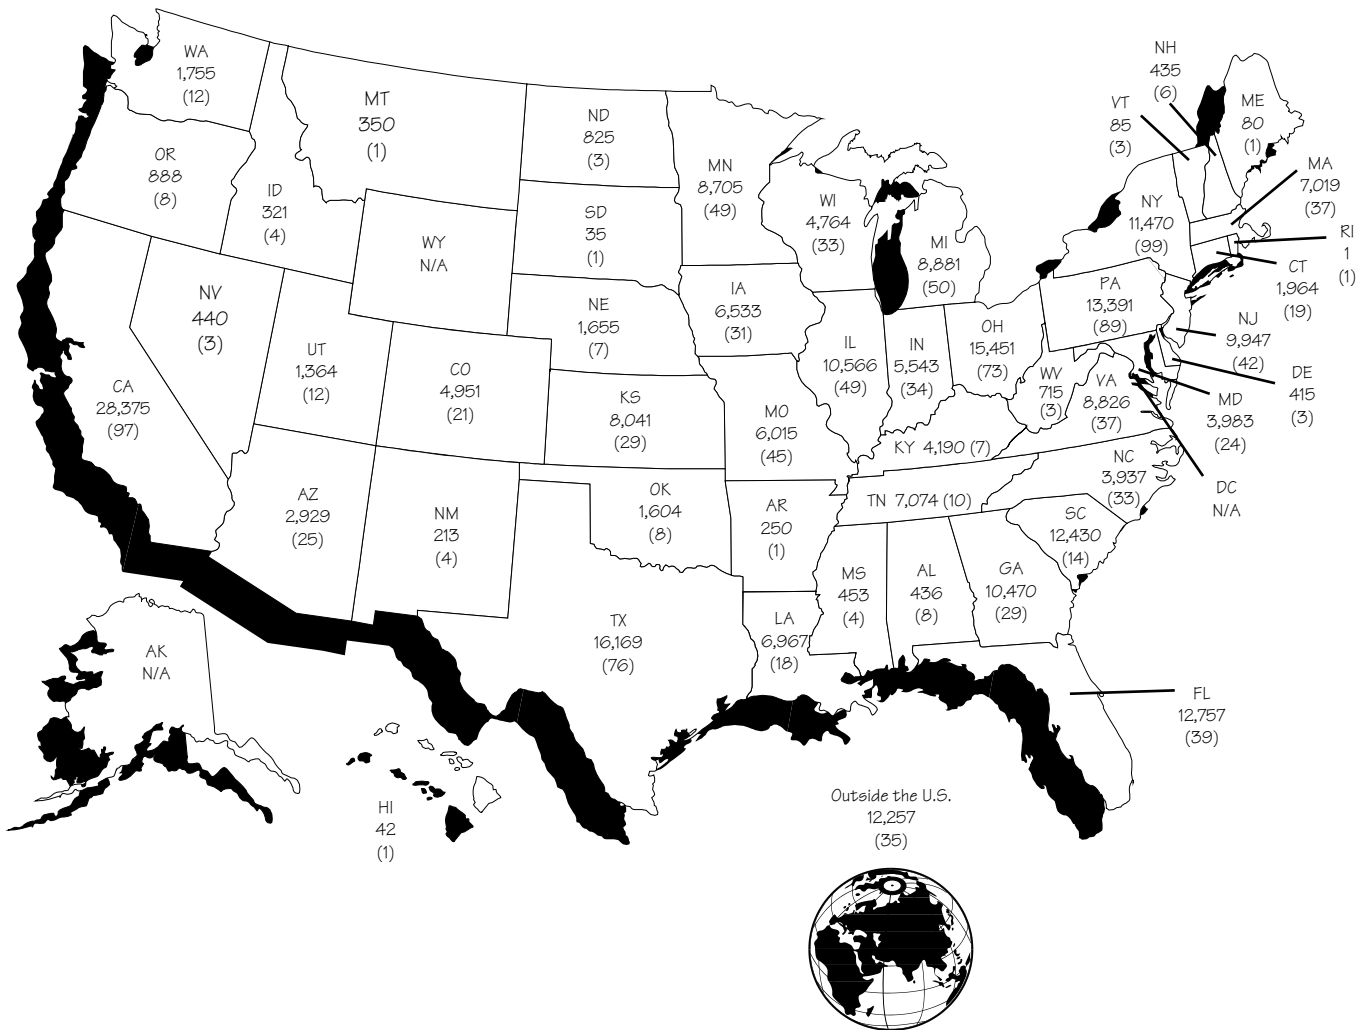 WA
1,755
(12)
OR
888
(8)
ID
321
(4)
MT
350
(1)
WY
N/A
ND
825
(3)
SD
35
(1)
NE
1,655
(7)
MN
8,705
(49)
WI
4,764
(33)
MI
8,881
(50)
IA
6,533
(31)
NH
435
(6)
VT
85
(3)
ME
80
(1)
MA
7,019
(37)
RI
1
(1)
CT
1,964
(19)
NY
11,470
(99)
PA
13,391
(89)
NJ
9,947
(42)
DE
415
(3)
MD
3,983
(24)
DC
N/A
NV
440
(3)
CA
28,375
(97)
UT
1,364
(12)
CO
4,951
(21)
KS
8,041
(29)
MO
6,015
(45)
IL
10,566
(49)
IN
5,543
(34)
OH
15,451
(73)
WV
715
(3)
VA
8,826
(37)
KY 4,190 (7)
TN 7,074 (10)
NC
3,937
(33)
SC
12,430
(14)
AZ
2,929
(25)
NM
213
(4)
OK
1,604
(8)
AR
250
(1)
MS
453
(4)
AL
436
(8)
GA
10,470
(29)
TX
16,169
(76)
LA
6,967
(18)
FL
12,757
(39)
AK
N/A
HI
42
(1)
Outside the U.S.
12,257
(35)